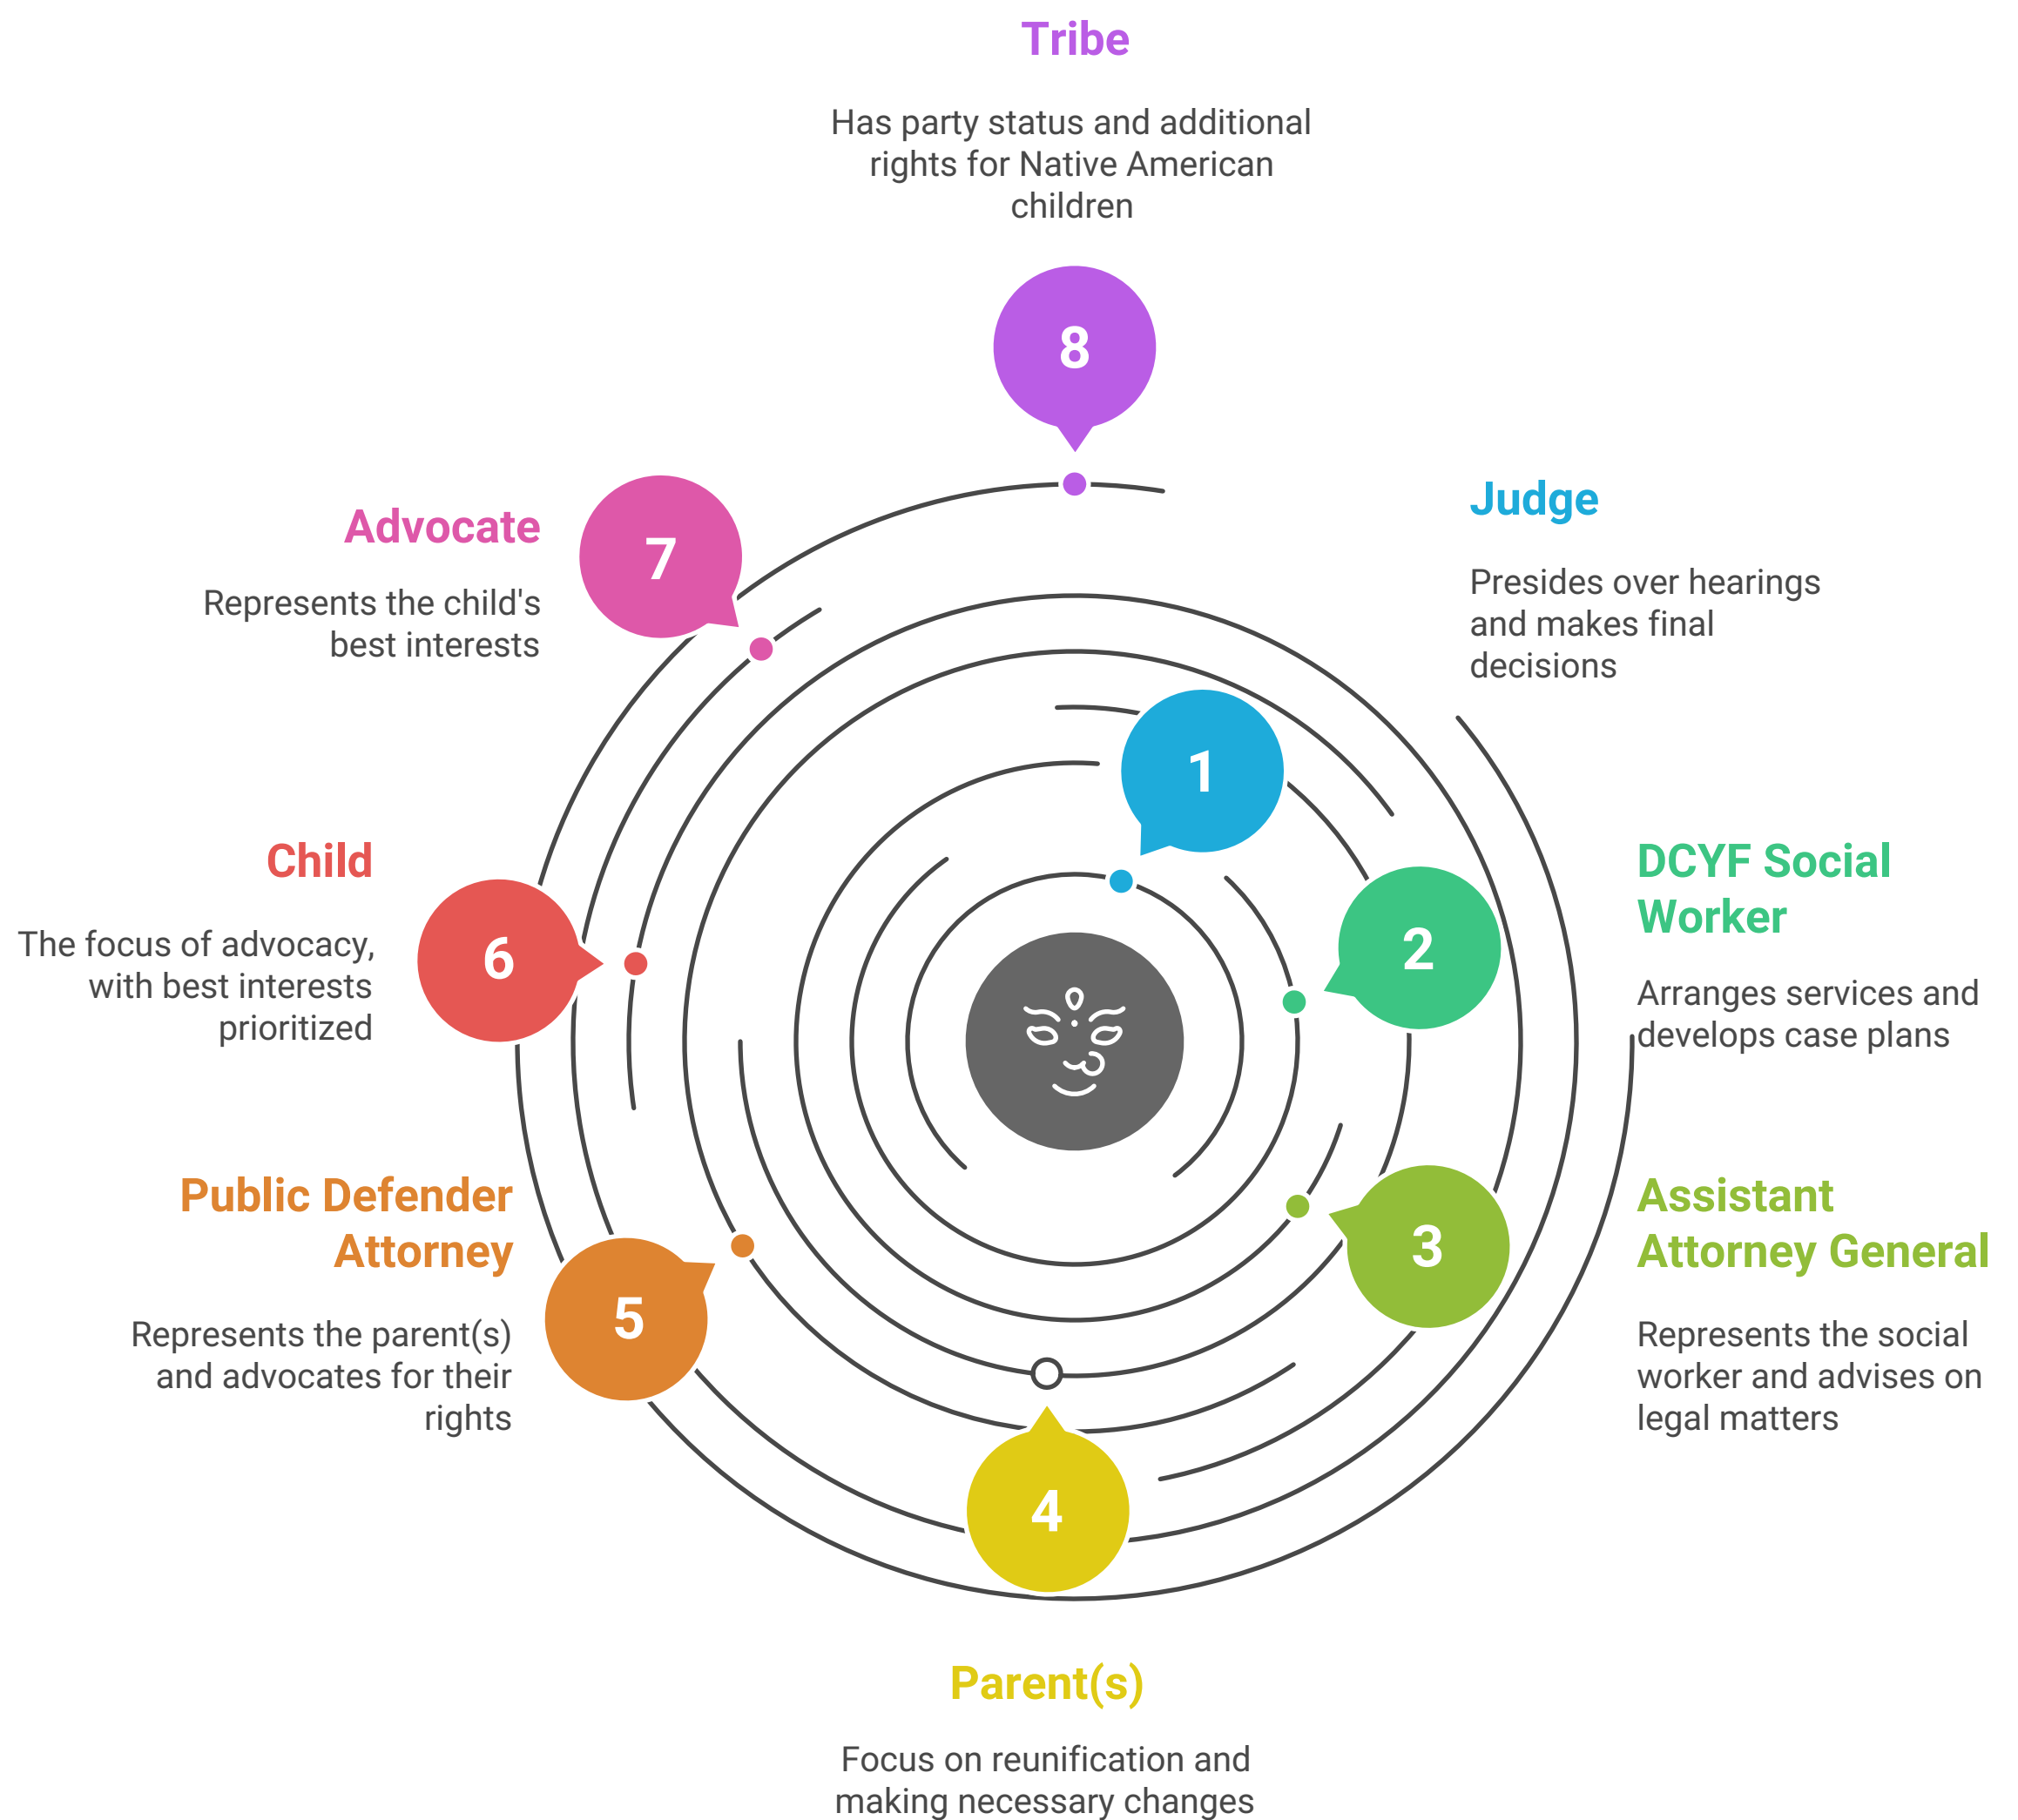 Tribe
Has party status and additional
rights for Native American
children
8
Judge
Presides over hearings
and makes final
decisions
1
DCYF Social
Worker
Arranges services and
develops case plans
2
Assistant
Attorney General
Represents the social
worker and advises on
legal matters
3
Parent(s)
Focus on reunification and
making necessary changes
4
Public Defender
Attorney
Represents the parent(s)
and advocates for their
rights
5
Child
The focus of advocacy,
with best interests
prioritized
6
Advocate
Represents the child's
best interests
7